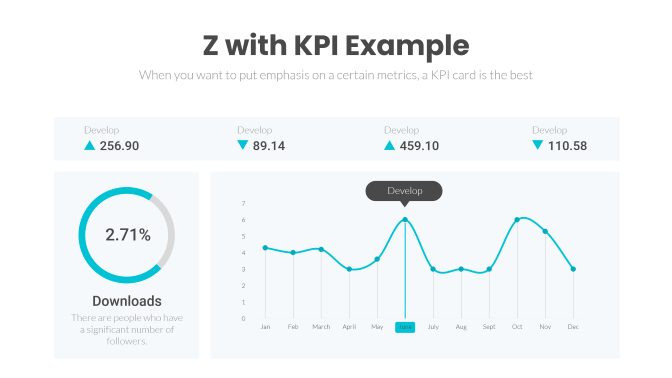 Z with KPI Example
When you want to put emphasis on a certain metrics, a KPI card is the best
Develop
256.90
Develop
89.14
Develop
459.10
Develop
110.58
2.71%
Downloads
There are people who have
a significant number of
followers.
Develop
7
6
5
4
3
2
1
0
Jan Feb March April May June July Aug Sept Oct Nov Dec